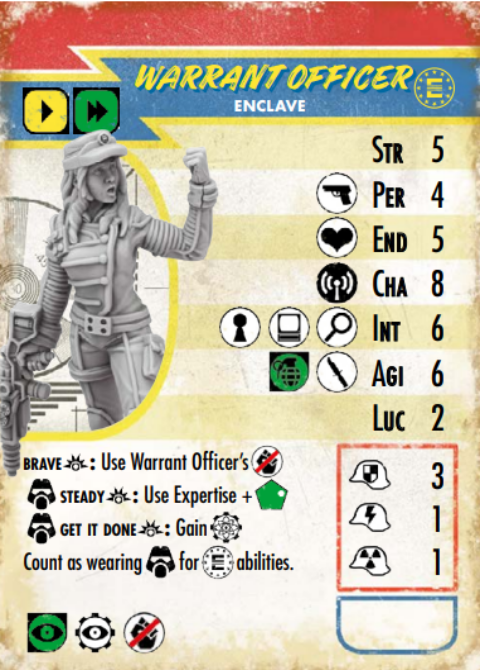 WARRANT OFFICER
E
ENCLAVE
STR 5
PER 4
END 5
CHA 8
INT 6
AGI 6
LUC 2
BRAVE : Use Warrant Officer's
STEADY : Use Expertise +
GET IT DONE : Gain
Count as wearing for E abilities.
3
1
1